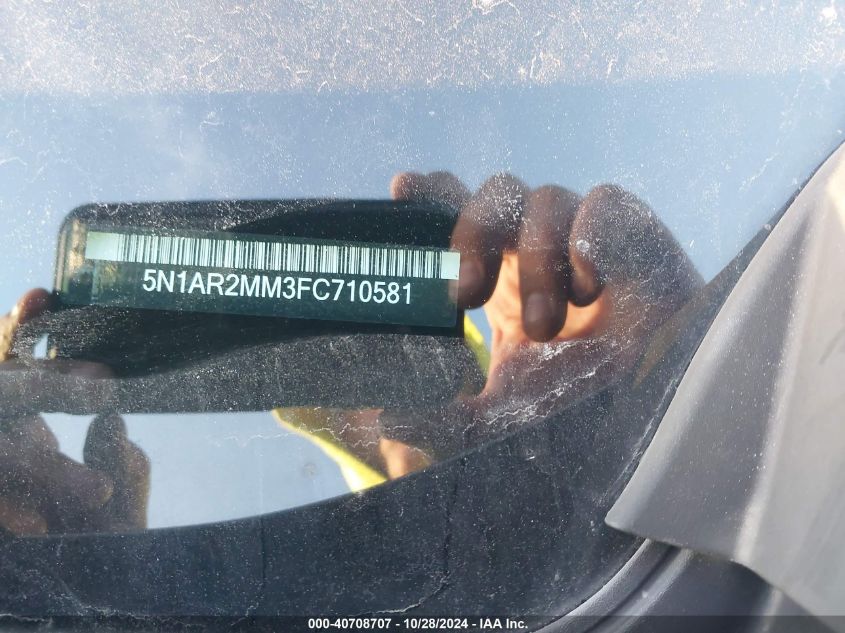 5N1AR2MM3FC710581
000-40708707 - 10/28/2024 - IAA Inc.